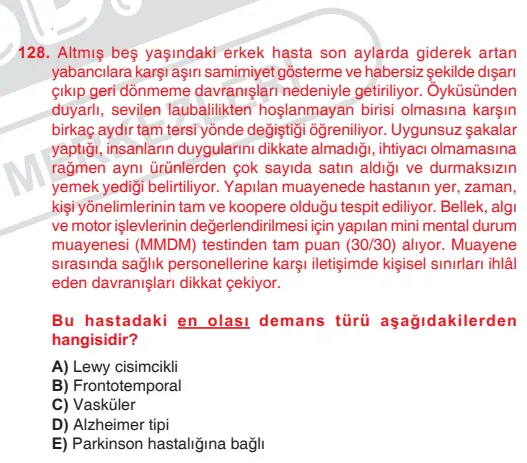 MERKEZLERİ
128. Altmış beş yaşındaki erkek hasta son aylarda giderek artan
yabancılara karşı aşırı samimiyet gösterme ve habersiz şekilde dışarı
çıkıp geri dönmeme davranışları nedeniyle getiriliyor. Öyküsünden
duyarlı, sevilen laubalilikten hoşlanmayan birisi olmasına karşın
birkaç aydır tam tersi yönde değiştiği öğreniliyor. Uygunsuz şakalar
yaptığı, insanların duygularını dikkate almadığı, ihtiyacı olmamasına
rağmen aynı ürünlerden çok sayıda satın aldığı ve durmaksızın
yemek yediği belirtiliyor. Yapılan muayenede hastanın yer, zaman,
kişi yönelimlerinin tam ve koopere olduğu tespit ediliyor. Bellek, algı
ve motor işlevlerinin değerlendirilmesi için yapılan mini mental durum
muayenesi (MMDM) testinden tam puan (30/30) alıyor. Muayene
sırasında sağlık personellerine karşı iletişimde kişisel sınırları ihlâl
eden davranışları dikkat çekiyor.
Bu hastadaki en olası demans türü aşağıdakilerden
hangisidir?
A) Lewy cisimcikli
B) Frontotemporal
C) Vasküler
D) Alzheimer tipi
E) Parkinson hastalığına bağlı